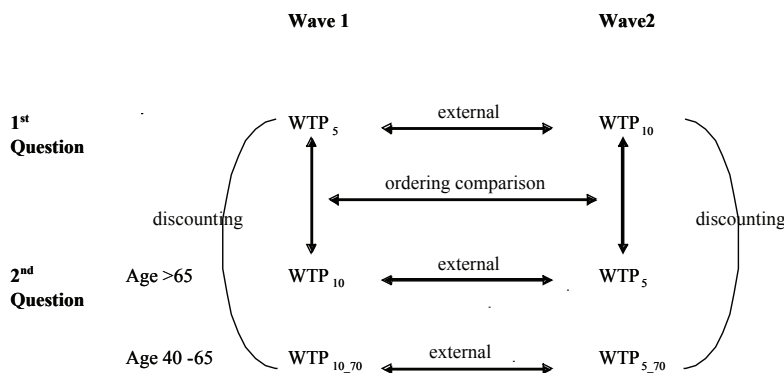 Wave 1 Wave2
1st WTP5 external WTP10
Question
ordering comparison
discounting discounting
2nd Age >65 WTP10 external WTP5
Question
Age 40 -65 WTP10_70 external WTP5_70